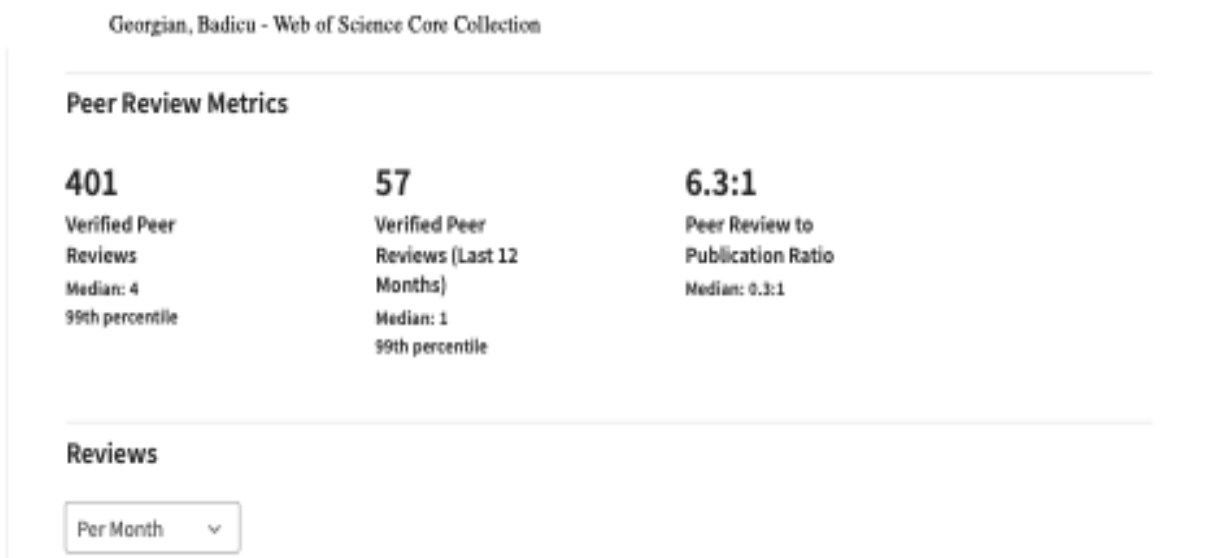 Georgian, Badicu - Web of Science Core Collection
Peer Review Metrics
401
Verified Peer
Reviews
Median: 4
99th percentile
57
Verified Peer
Reviews (Last 12
Months)
Median: 1
99th percentile
6.3:1
Peer Review to
Publication Ratio
Median: 0.3:1
Reviews
Per Month